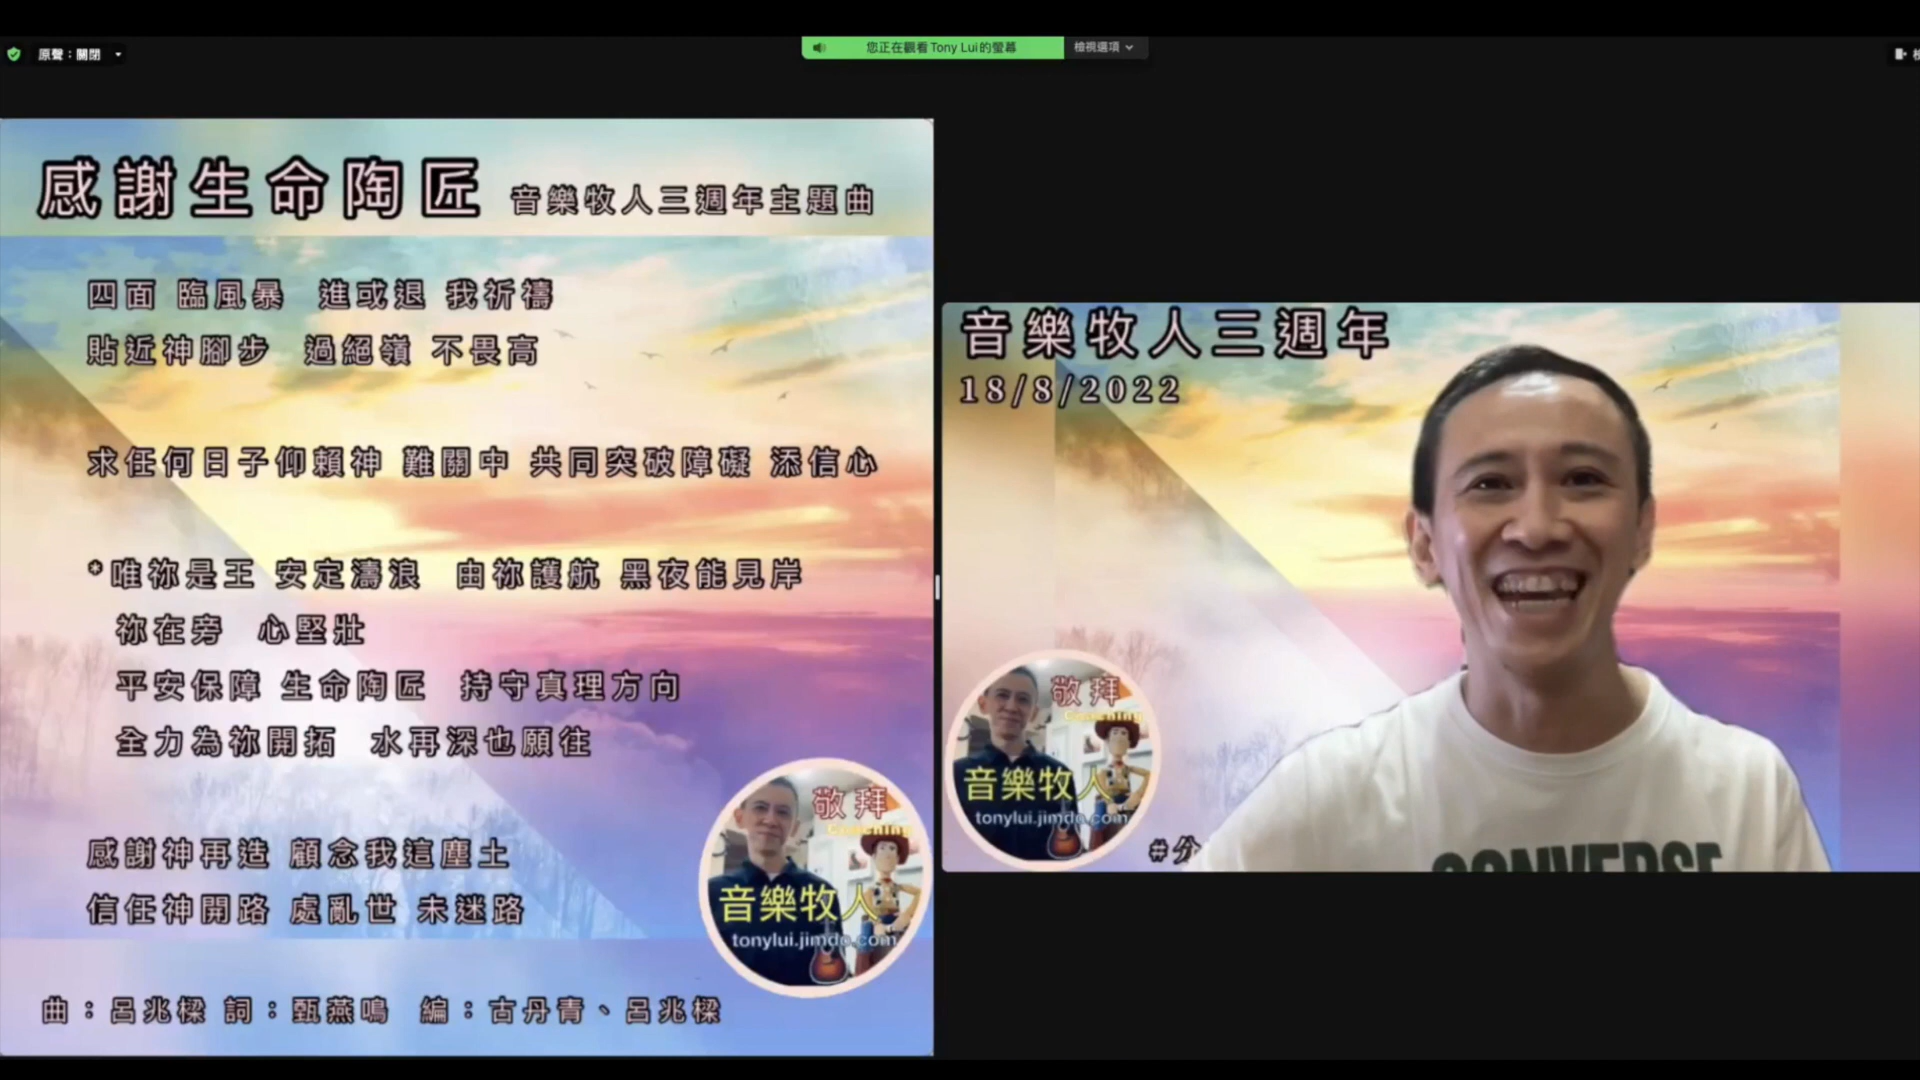 原聲：關閉
您正在觀看 Tony Lui的螢幕
檢視選項
感謝生命陶匠 音樂牧人三週年主題曲
四面 臨風暴 進或退 我祈禱
貼近神腳步 過絕嶺 不畏高
求任何日子仰賴神 難關中 共同突破障礙 添信心
*唯祢是王 安定濤浪 由祢護航 黑夜能見岸
祢在旁 心堅壯
平安保障 生命陶匠 持守真理方向
全力為祢開拓 水再深也願往
感謝神再造 顧念我這塵土
信任神開路 處亂世 未迷路
曲：呂兆樑 詞：甄燕鳴 編：古丹青、呂兆樑
敬拜
Coaching
音樂牧人
tonylui.jimdo.com
音樂牧人三週年
18/8/2022
敬拜
Coaching
音樂牧人
tonylui.jimdo.com
#分
CONVERSE